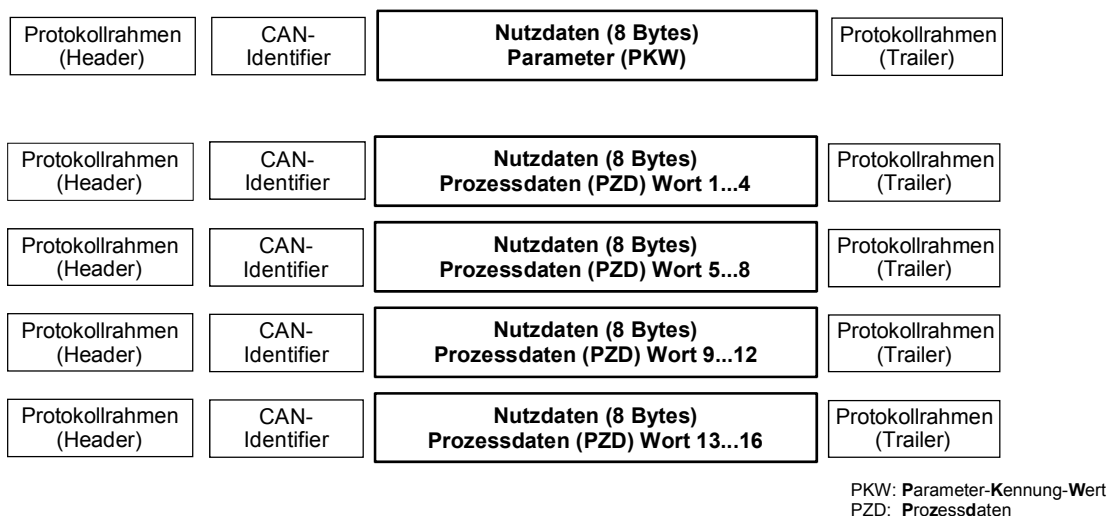 Protokollrahmen
(Header)
CAN-
Identifier
Nutzdaten (8 Bytes)
Parameter (PKW)
Protokollrahmen
(Trailer)
Protokollrahmen
(Header)
CAN-
Identifier
Nutzdaten (8 Bytes)
Prozessdaten (PZD) Wort 1...4
Protokollrahmen
(Trailer)
Protokollrahmen
(Header)
CAN-
Identifier
Nutzdaten (8 Bytes)
Prozessdaten (PZD) Wort 5...8
Protokollrahmen
(Trailer)
Protokollrahmen
(Header)
CAN-
Identifier
Nutzdaten (8 Bytes)
Prozessdaten (PZD) Wort 9...12
Protokollrahmen
(Trailer)
Protokollrahmen
(Header)
CAN-
Identifier
Nutzdaten (8 Bytes)
Prozessdaten (PZD) Wort 13...16
Protokollrahmen
(Trailer)
PKW: Parameter-Kennung-Wert
PZD: Prozessdaten